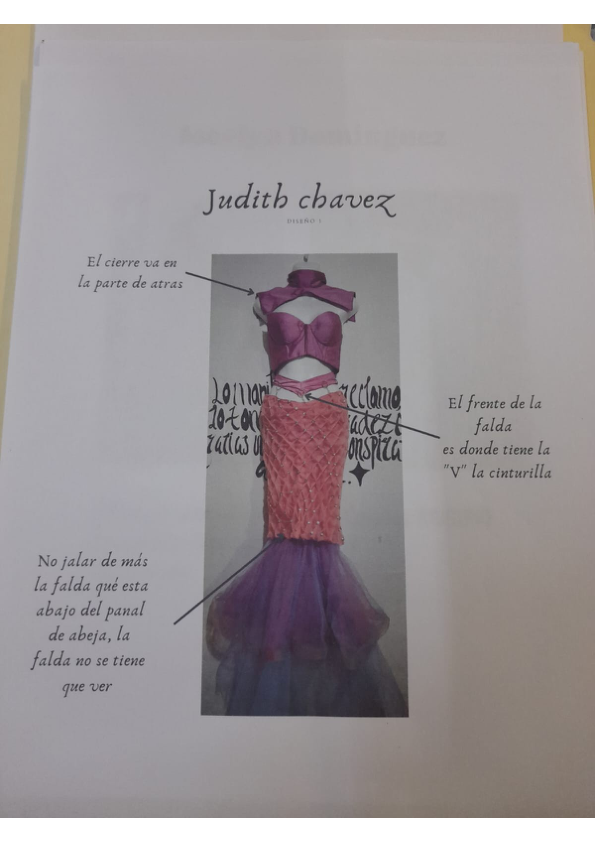 Judith chavez
DISEÑO 1
El cierre va en
la parte de atras
El frente de la
falda
es donde tiene la
"V" la cinturilla
No jalar de más
la falda qué esta
abajo del panal
de abeja, la
falda no se tiene
que ver